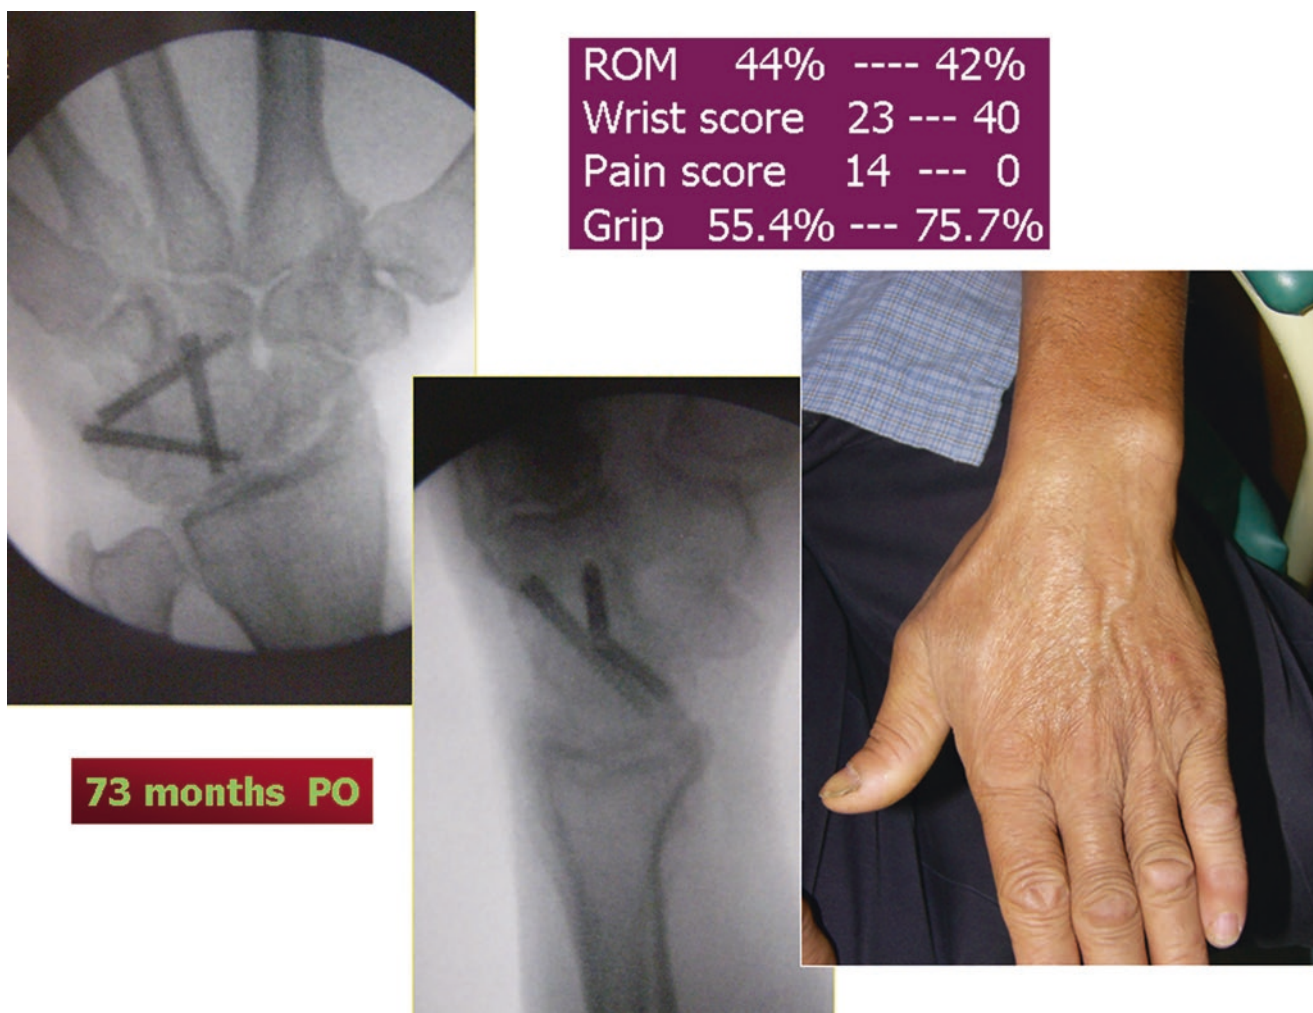 ROM 44% ---- 42%
Wrist score 23 --- 40
Pain score 14 --- 0
Grip 55.4% --- 75.7%
73 months PO